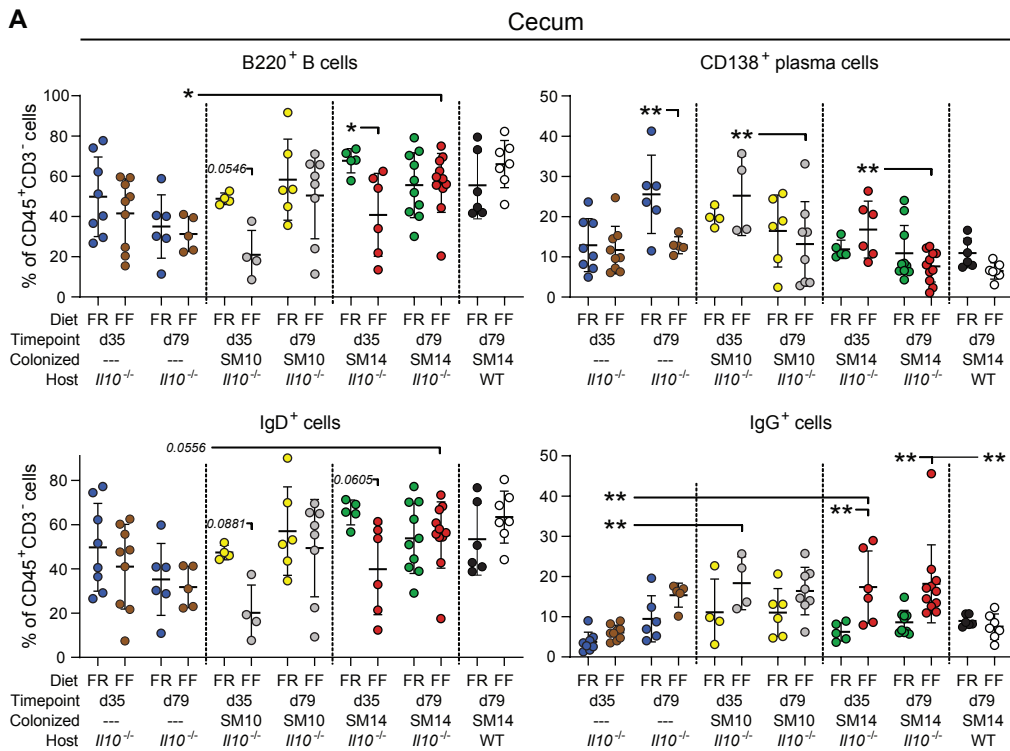 A
Cecum
B220+ B cells
% of CD45+CD3- cells
100
80
60
40
20
0
*
0.0546
*
Diet FR FF FR FF FR FF FR FF FR FF FR FF FR FF
Timepoint d35 d79 d35 d79 d35 d79 d79
Colonized --- --- SM10 SM10 SM14 SM14 SM14
Host Il10-/- Il10-/- Il10-/- Il10-/- Il10-/- Il10-/- WT
CD138+ plasma cells
50
40
30
20
10
0
**
**
**
FR FF FR FF FR FF FR FF FR FF FR FF FR FF
d35 d79 d35 d79 d35 d79 d79
--- --- SM10 SM10 SM14 SM14 SM14
Il10-/- Il10-/- Il10-/- Il10-/- Il10-/- Il10-/- WT
IgD+ cells
% of CD45+CD3- cells
80
60
40
20
0
0.0556
0.0881
0.0605
Diet FR FF FR FF FR FF FR FF FR FF FR FF FR FF
Timepoint d35 d79 d35 d79 d35 d79 d79
Colonized --- --- SM10 SM10 SM14 SM14 SM14
Host Il10-/- Il10-/- Il10-/- Il10-/- Il10-/- Il10-/- WT
IgG+ cells
50
40
30
20
10
0
** **
**
**
**
FR FF FR FF FR FF FR FF FR FF FR FF FR FF
d35 d79 d35 d79 d35 d79 d79
--- --- SM10 SM10 SM14 SM14 SM14
Il10-/- Il10-/- Il10-/- Il10-/- Il10-/- Il10-/- WT